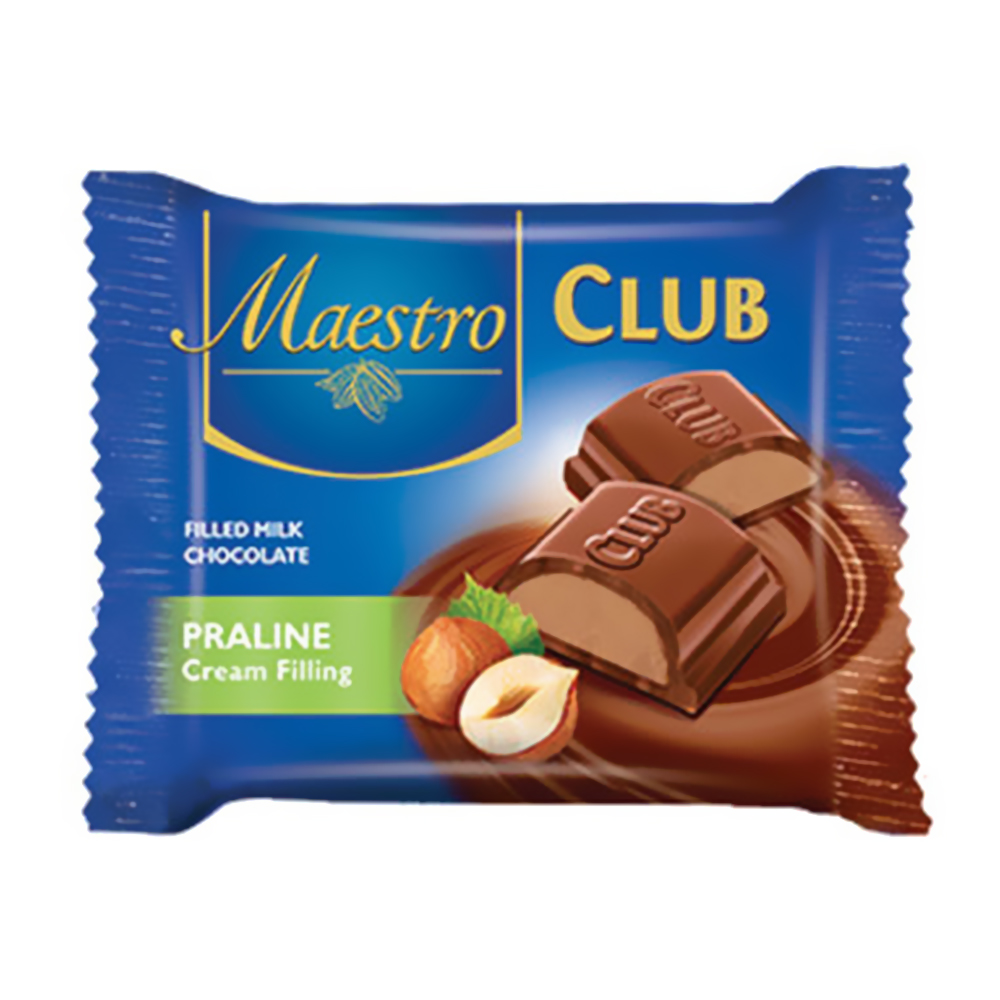 Maestro
CLUB
CLUB
CLUB
FILLED MILK
CHOCOLATE
PRALINE
Cream Filling